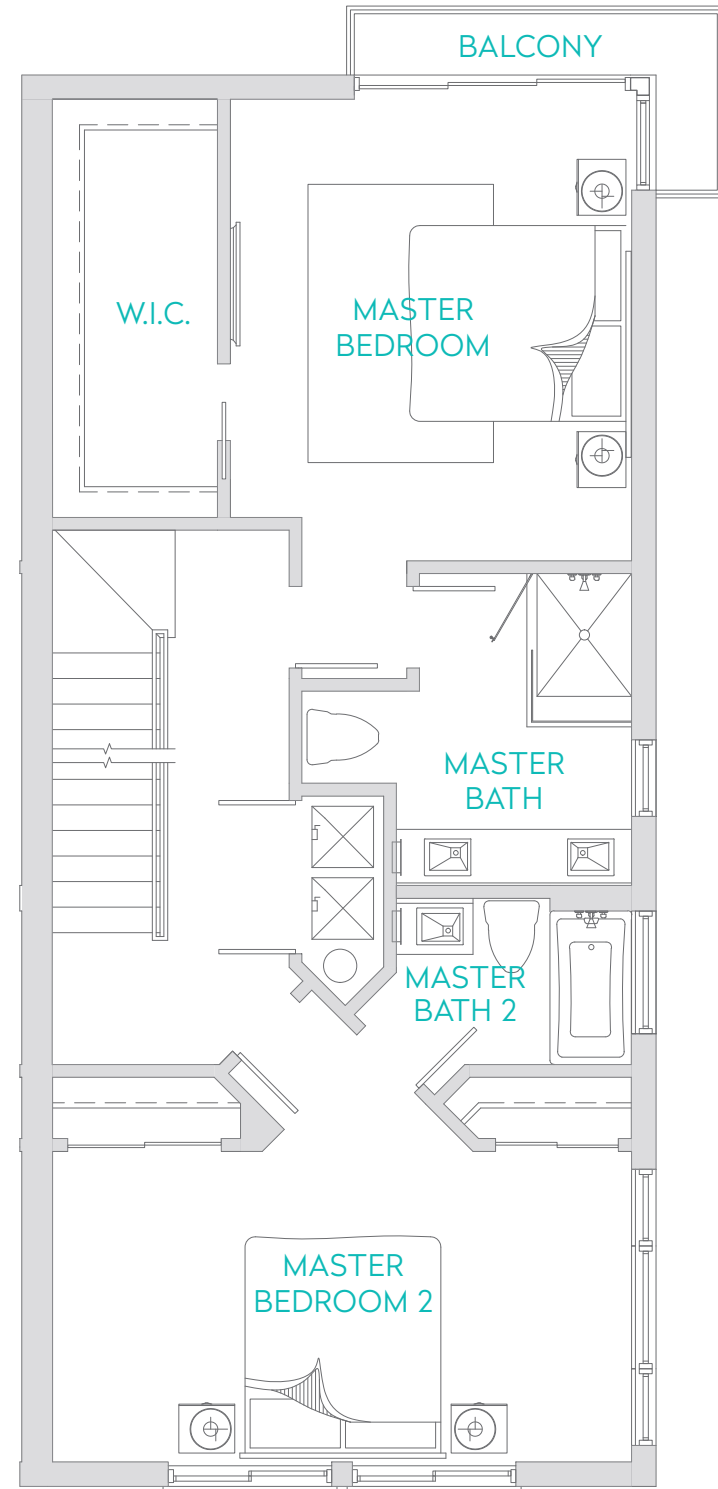 BALCONY
W.I.C.
MASTER
BEDROOM
MASTER
BATH
MASTER
BATH 2
MASTER
BEDROOM 2